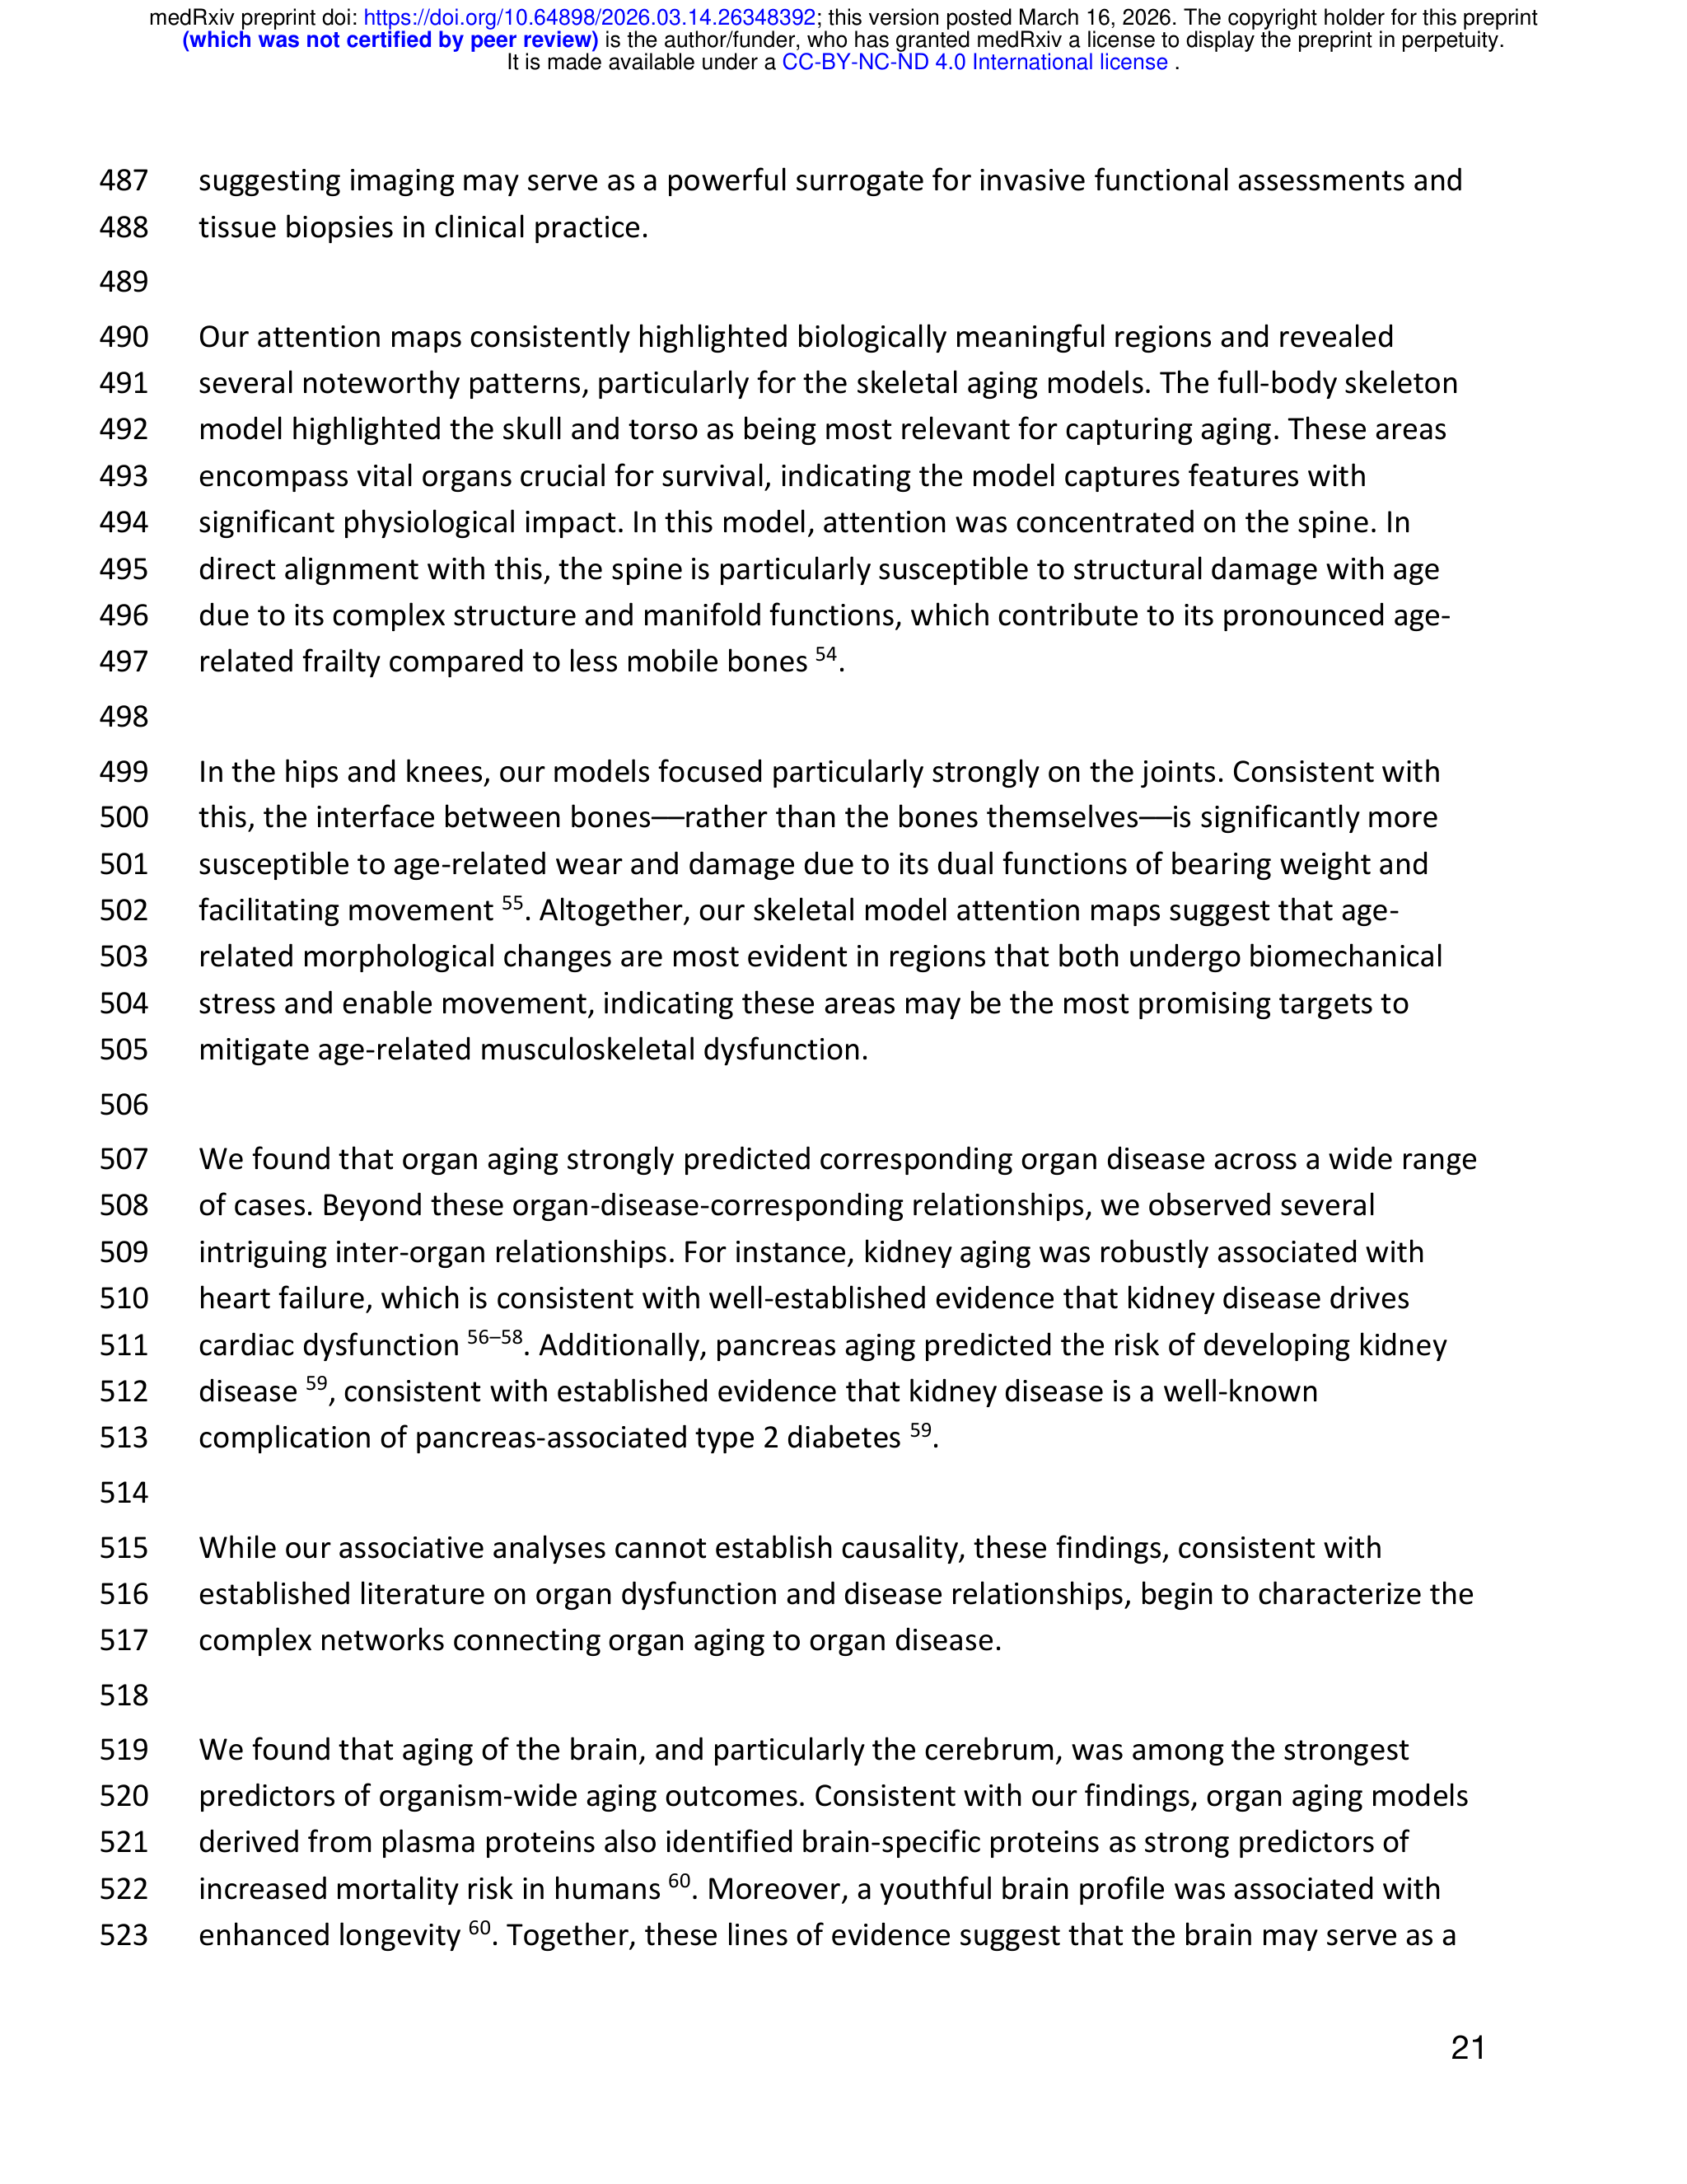 medRxiv preprint doi: https://doi.org/10.64898/2026.03.14.26348392; this version posted March 16, 2026. The copyright holder for this preprint
(which was not certified by peer review) is the author/funder, who has granted medRxiv a license to display the preprint in perpetuity.
It is made available under a CC-BY-NC-ND 4.0 International license .
487 suggesting imaging may serve as a powerful surrogate for invasive functional assessments and
488 tissue biopsies in clinical practice.
489
490 Our attention maps consistently highlighted biologically meaningful regions and revealed
491 several noteworthy patterns, particularly for the skeletal aging models. The full-body skeleton
492 model highlighted the skull and torso as being most relevant for capturing aging. These areas
493 encompass vital organs crucial for survival, indicating the model captures features with
494 significant physiological impact. In this model, attention was concentrated on the spine. In
495 direct alignment with this, the spine is particularly susceptible to structural damage with age
496 due to its complex structure and manifold functions, which contribute to its pronounced age-
497 related frailty compared to less mobile bones 54.
498
499 In the hips and knees, our models focused particularly strongly on the joints. Consistent with
500 this, the interface between bones—rather than the bones themselves—is significantly more
501 susceptible to age-related wear and damage due to its dual functions of bearing weight and
502 facilitating movement 55. Altogether, our skeletal model attention maps suggest that age-
503 related morphological changes are most evident in regions that both undergo biomechanical
504 stress and enable movement, indicating these areas may be the most promising targets to
505 mitigate age-related musculoskeletal dysfunction.
506
507 We found that organ aging strongly predicted corresponding organ disease across a wide range
508 of cases. Beyond these organ-disease-corresponding relationships, we observed several
509 intriguing inter-organ relationships. For instance, kidney aging was robustly associated with
510 heart failure, which is consistent with well-established evidence that kidney disease drives
511 cardiac dysfunction 56–58. Additionally, pancreas aging predicted the risk of developing kidney
512 disease 59, consistent with established evidence that kidney disease is a well-known
513 complication of pancreas-associated type 2 diabetes 59.
514
515 While our associative analyses cannot establish causality, these findings, consistent with
516 established literature on organ dysfunction and disease relationships, begin to characterize the
517 complex networks connecting organ aging to organ disease.
518
519 We found that aging of the brain, and particularly the cerebrum, was among the strongest
520 predictors of organism-wide aging outcomes. Consistent with our findings, organ aging models
521 derived from plasma proteins also identified brain-specific proteins as strong predictors of
522 increased mortality risk in humans 60. Moreover, a youthful brain profile was associated with
523 enhanced longevity 60. Together, these lines of evidence suggest that the brain may serve as a
21